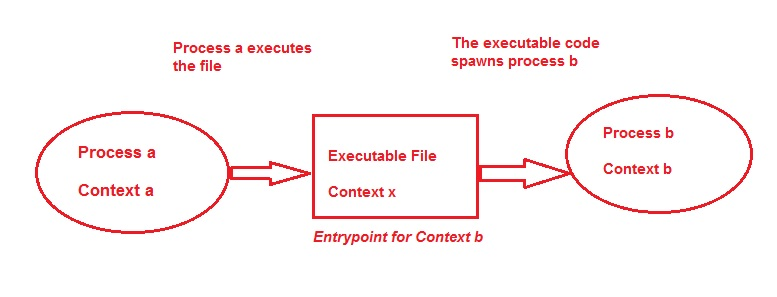 Process a executes
the file
The executable code
spawns process b
Process a
Context a
Executable File
Context x
Process b
Context b
Entrypoint for Context b